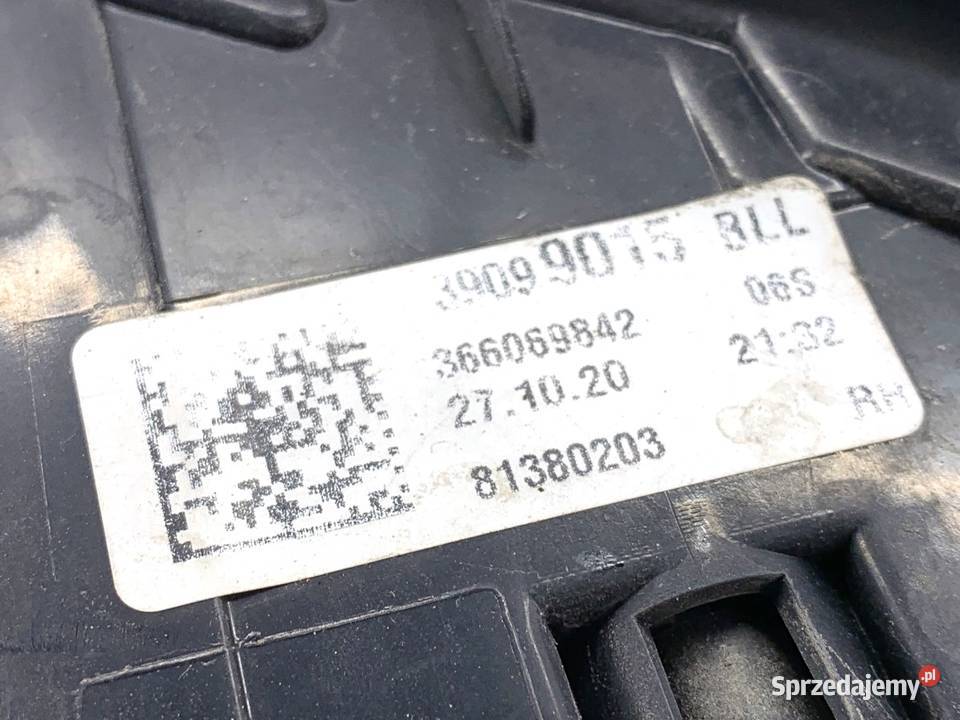 39099015 BLL
366069842 06S
27.10.20 21:32
81380203 RH
Sprzedajemy.pl